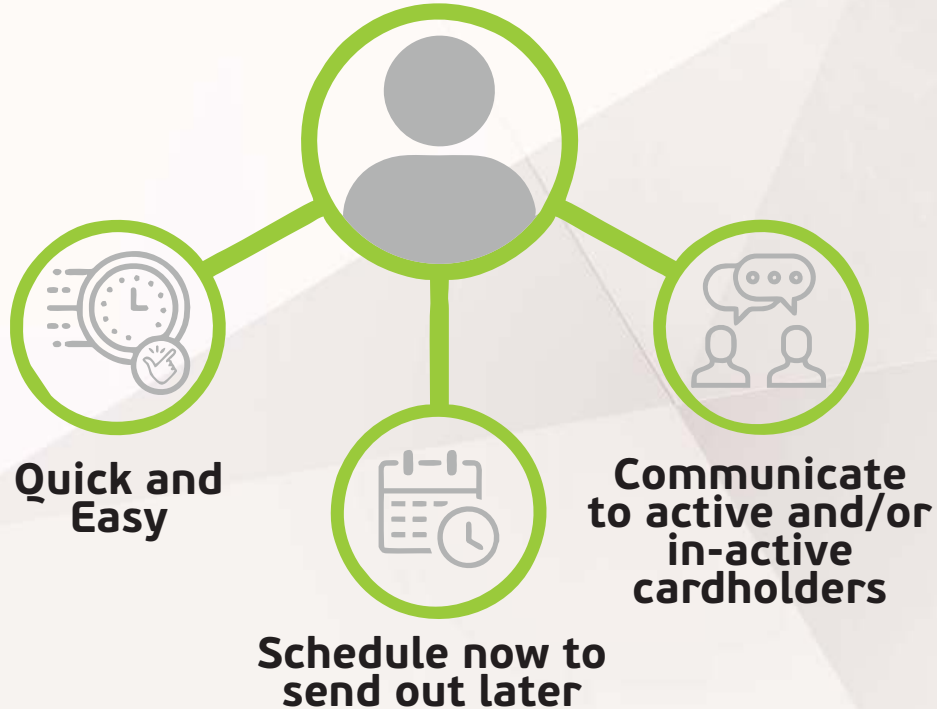 Quick and
Easy
Schedule now to
send out later
Communicate
to active and/or
in-active
cardholders